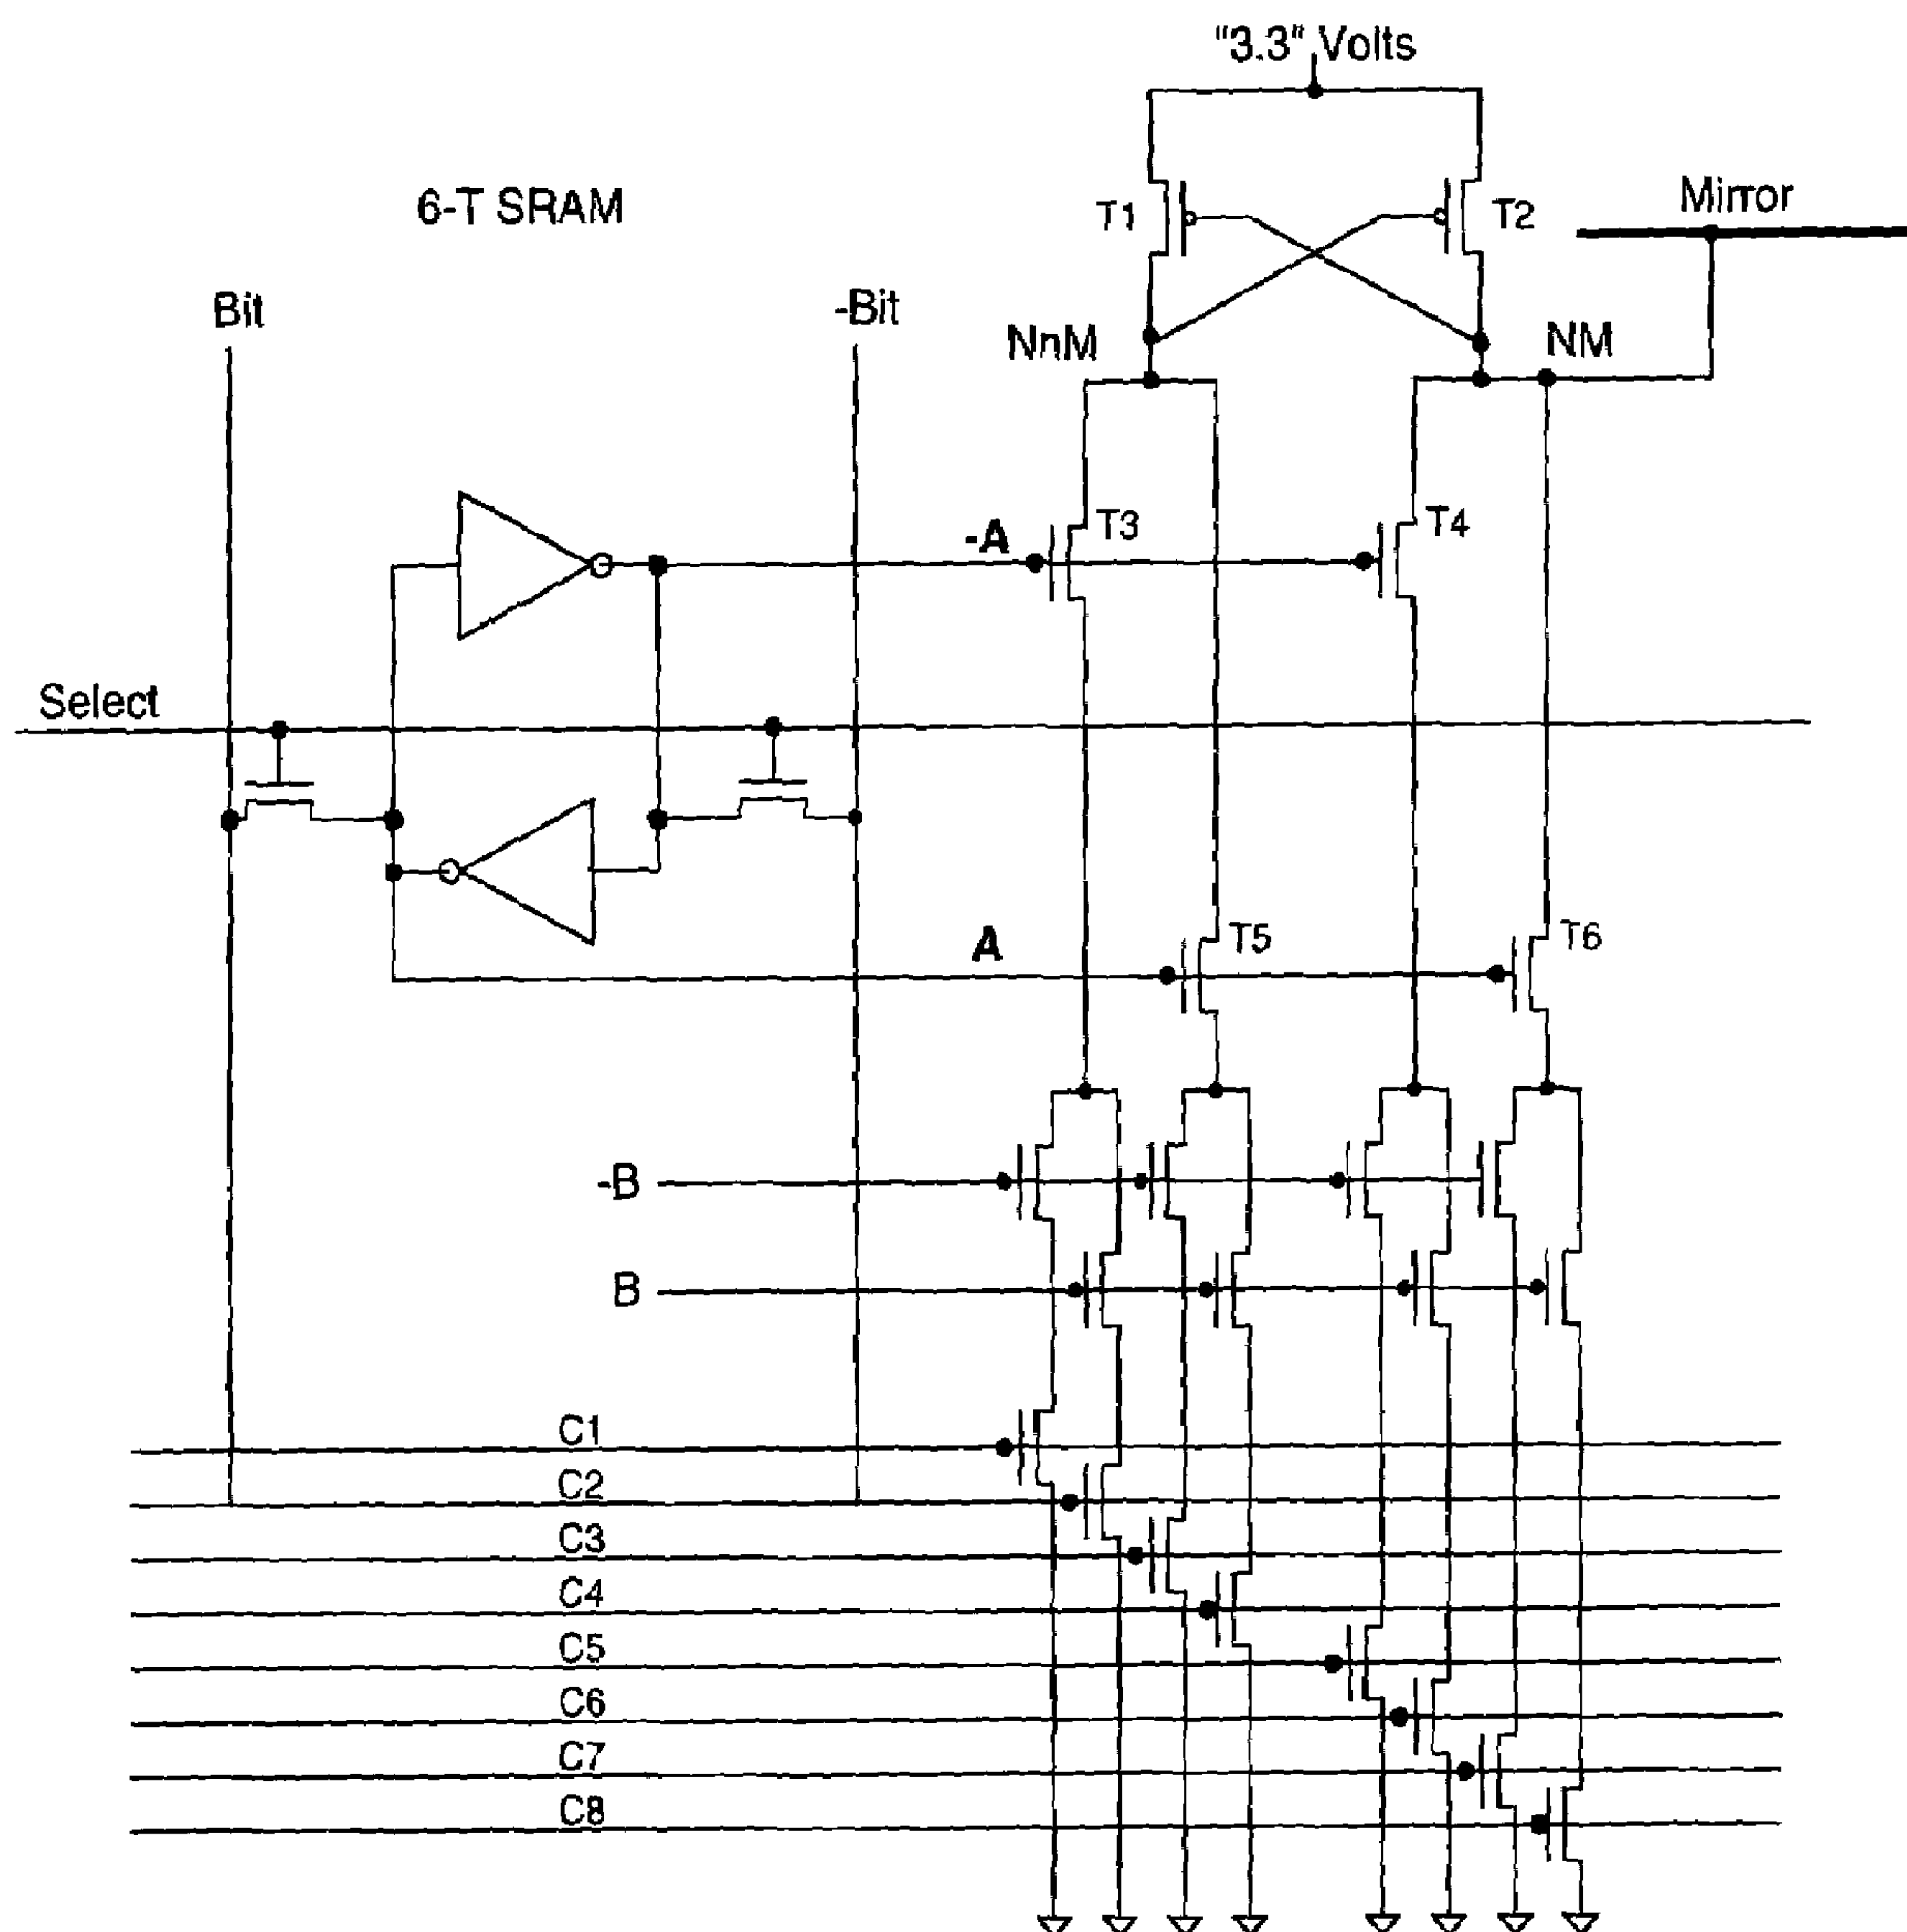 "3.3" Volts
6-T SRAM
T1
T2
Mirror
Bit
-Bit
NnM
NM
-A
T3
T4
Select
A
T5
T6
-B
B
C1
C2
C3
C4
C5
C6
C7
C8